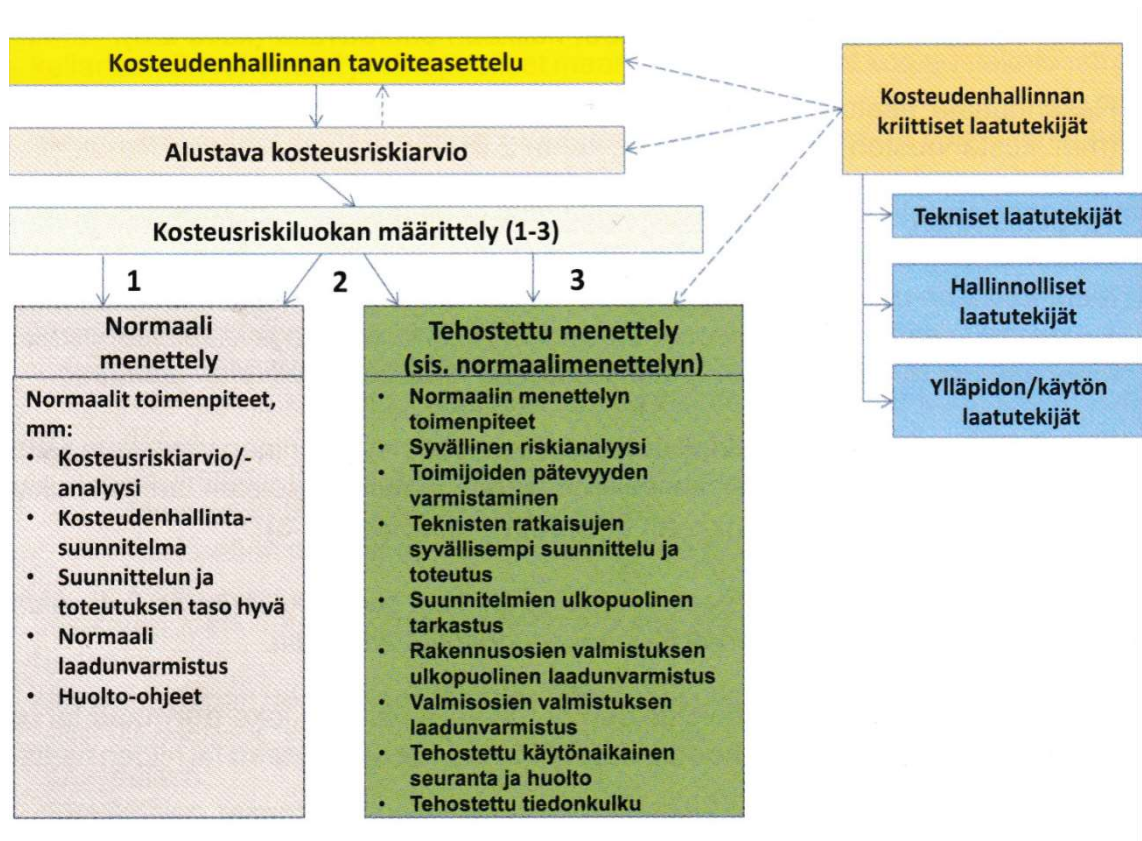 Kosteudenhallinnan tavoiteasettelu
Alustava kosteusriskiarvio
Kosteusriskiluokan määrittely (1-3)
1
2
3
Normaali
menettely
Normaalit toimenpiteet,
mm:
• Kosteusriskiarvio/-
analyysi
• Kosteudenhallinta-
suunnitelma
• Suunnittelun ja
toteutuksen taso hyvä
• Normaali
laadunvarmistus
• Huolto-ohjeet
Tehostettu menettely
(sis. normaalimenettelyn)
• Normaalin menettelyn
toimenpiteet
• Syvällinen riskianalyysi
• Toimijoiden pätevyyden
varmistaminen
• Teknisten ratkaisujen
syvällisempi suunnittelu ja
toteutus
• Suunnitelmien ulkopuolinen
tarkastus
• Rakennusosien valmistuksen
ulkopuolinen laadunvarmistus
• Valmisosien valmistuksen
laadunvarmistus
• Tehostettu käytönaikainen
seuranta ja huolto
• Tehostettu tiedonkulku
Kosteudenhallinnan
kriittiset laatutekijät
Tekniset laatutekijät
Hallinnolliset
laatutekijät
Ylläpidon/käytön
laatutekijät